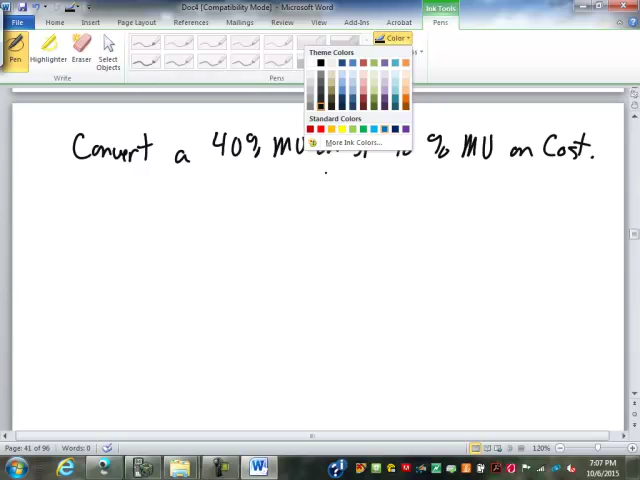 Doc4 [Compatibility Mode] - Microsoft Word
Ink Tools
File Home Insert Page Layout References Mailings Review View Add-Ins Acrobat Pens
Color
Pen Highlighter Eraser Select Objects
Write
Pens
Theme Colors
Standard Colors
More Ink Colors...
Convert a 40% MU % MU on Cost.
Page: 41 of 96 Words: 0
120%
7:07 PM
10/6/2015